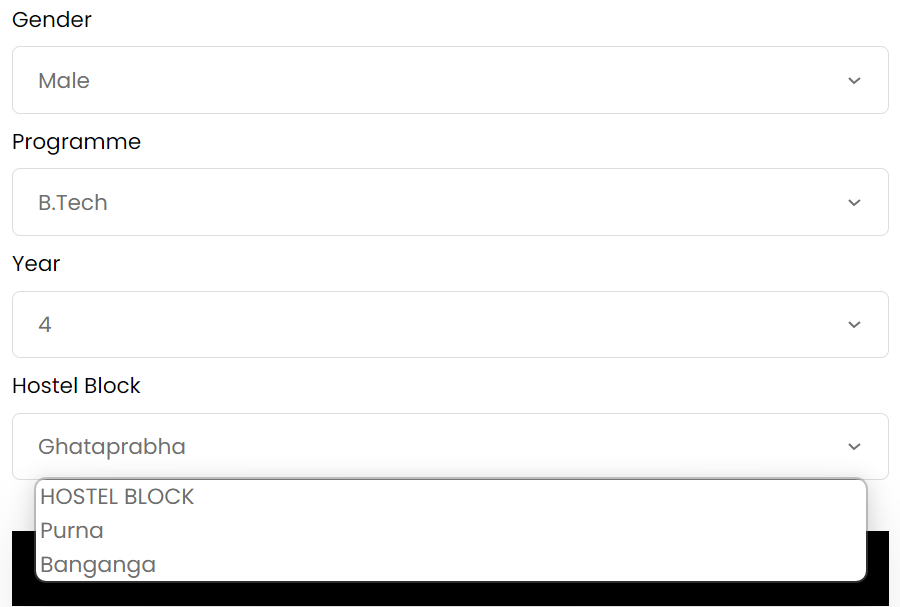 Gender
Male
Programme
B.Tech
Year
4
Hostel Block
Ghataprabha
HOSTEL BLOCK
Purna
Banganga